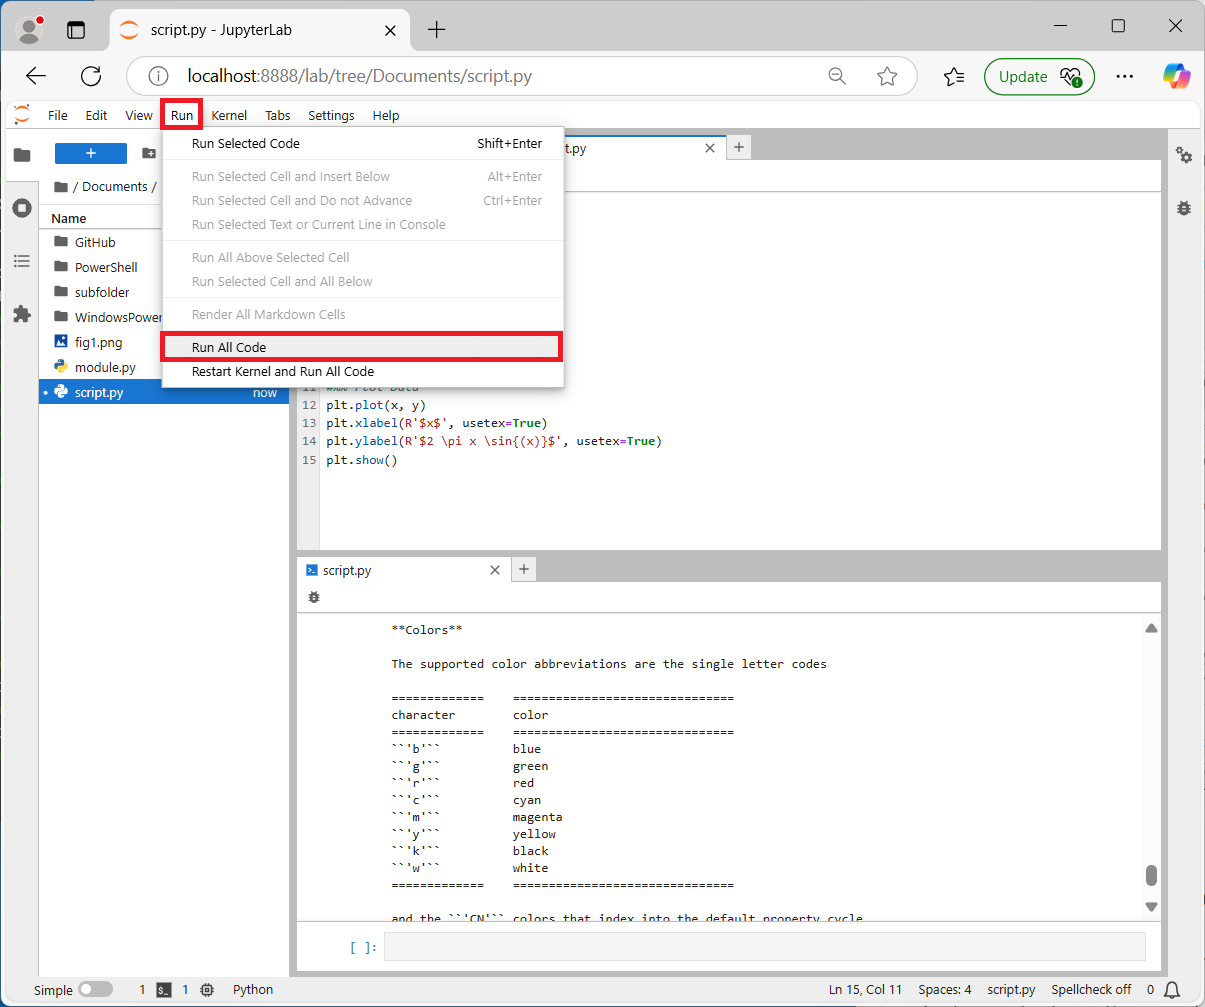 script.py - JupyterLab
localhost:8888/lab/tree/Documents/script.py
Update
File Edit View Run Kernel Tabs Settings Help
Run Selected Code Shift+Enter
Run Selected Cell and Insert Below Alt+Enter
Run Selected Cell and Do not Advance Ctrl+Enter
Run Selected Text or Current Line in Console
Run All Above Selected Cell
Run Selected Cell and All Below
Render All Markdown Cells
Run All Code
Restart Kernel and Run All Code
t.py
+
/ Documents /
Name
GitHub
PowerShell
subfolder
WindowsPower
fig1.png
module.py
script.py now
11 #%% Plot Data
12 plt.plot(x, y)
13 plt.xlabel(R'$x$', usetex=True)
14 plt.ylabel(R'$2 \pi x \sin{(x)}$', usetex=True)
15 plt.show()
script.py
**Colors**
The supported color abbreviations are the single letter codes
============= ===============================
character color
============= ===============================
``'b'`` blue
``'g'`` green
``'r'`` red
``'c'`` cyan
``'m'`` magenta
``'y'`` yellow
``'k'`` black
``'w'`` white
============= ===============================
and the ``'CN'`` colors that index into the default property cycle
[ ]:
Simple 1 1 Python Ln 15, Col 11 Spaces: 4 script.py Spellcheck off 0